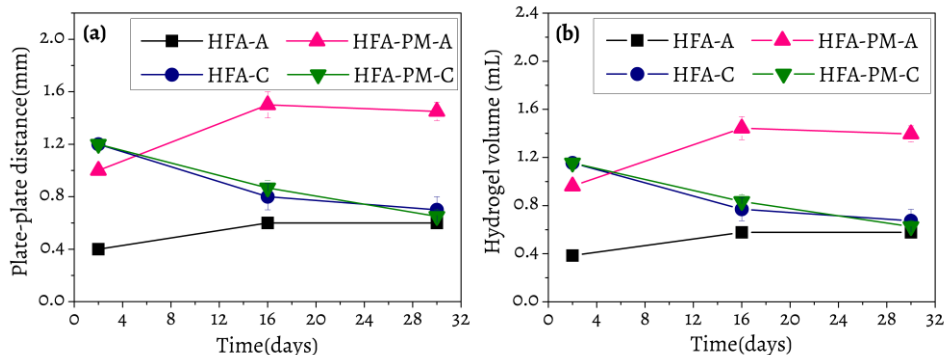 (a)
HFA-A
HFA-PM-A
HFA-C
HFA-PM-C
Plate-plate distance(mm)
2.0
1.6
1.2
0.8
0.4
0.0
0 4 8 12 16 20 24 28 32
Time(days)
(b)
HFA-A
HFA-PM-A
HFA-C
HFA-PM-C
Hydrogel volume (mL)
2.4
2.0
1.6
1.2
0.8
0.4
0.0
0 4 8 12 16 20 24 28 32
Time(days)